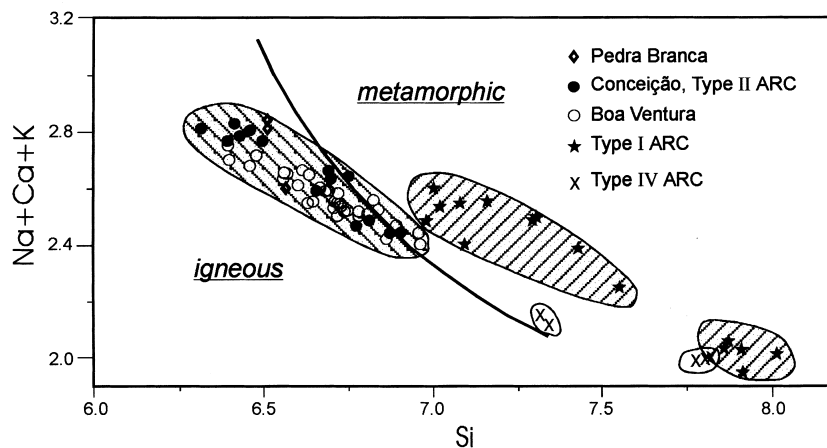 3.2
2.8
2.4
2.0
Na+Ca+K
metamorphic
igneous
Pedra Branca
Conceição, Type II ARC
Boa Ventura
Type I ARC
Type IV ARC
6.0 6.5 7.0 7.5 8.0
Si